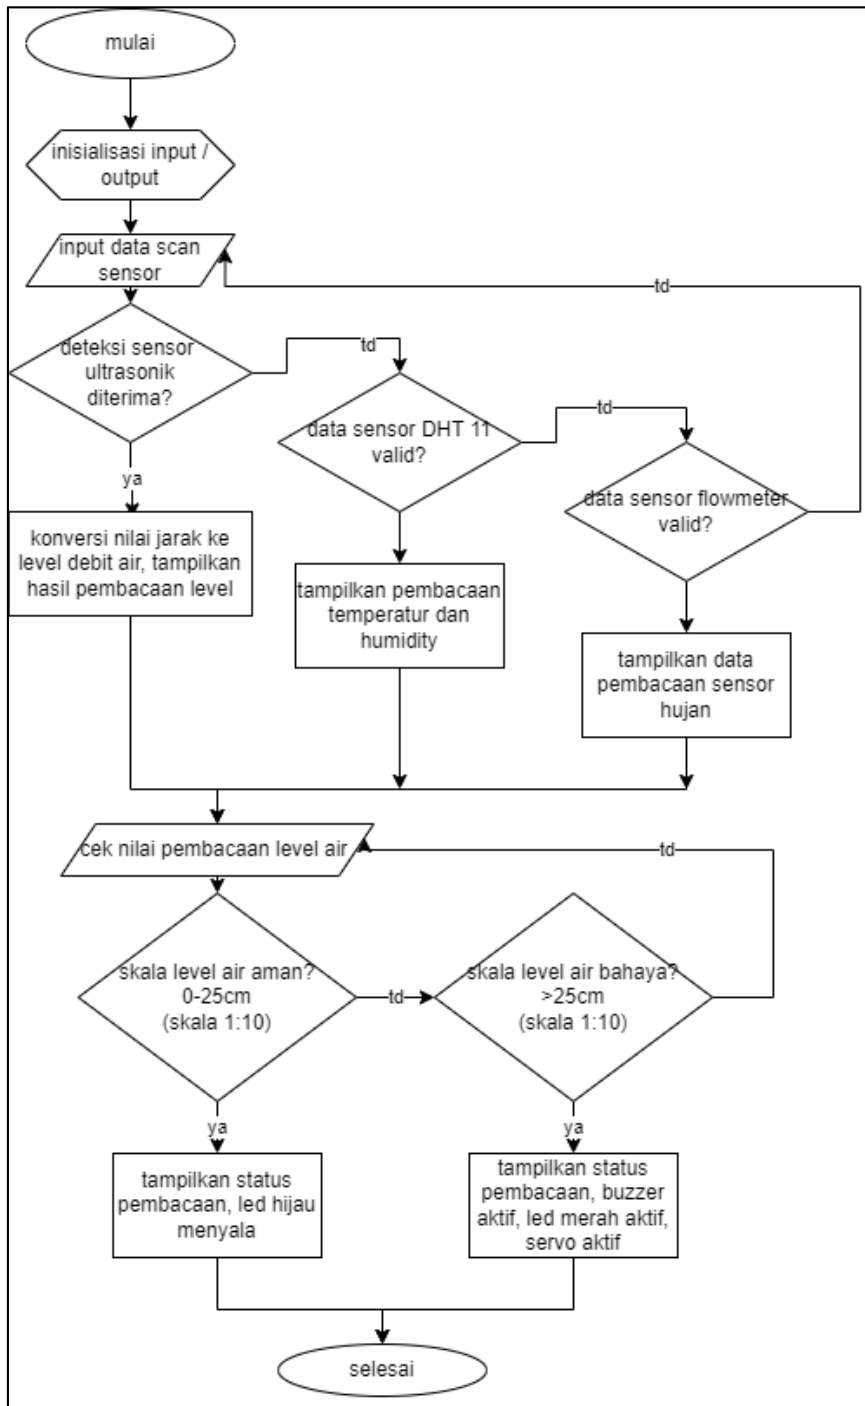 mulai
inisialisasi input /
output
input data scan
sensor
td
deteksi sensor
ultrasonik
diterima?
td
data sensor DHT 11
valid?
td
data sensor flowmeter
valid?
ya
konversi nilai jarak ke
level debit air, tampilkan
hasil pembacaan level
tampilkan pembacaan
temperatur dan
humidity
tampilkan data
pembacaan sensor
hujan
cek nilai pembacaan level air
td
skala level air aman?
0-25cm
(skala 1:10)
td
skala level air bahaya?
>25cm
(skala 1:10)
ya
ya
tampilkan status
pembacaan, led hijau
menyala
tampilkan status
pembacaan, buzzer
aktif, led merah aktif,
servo aktif
selesai